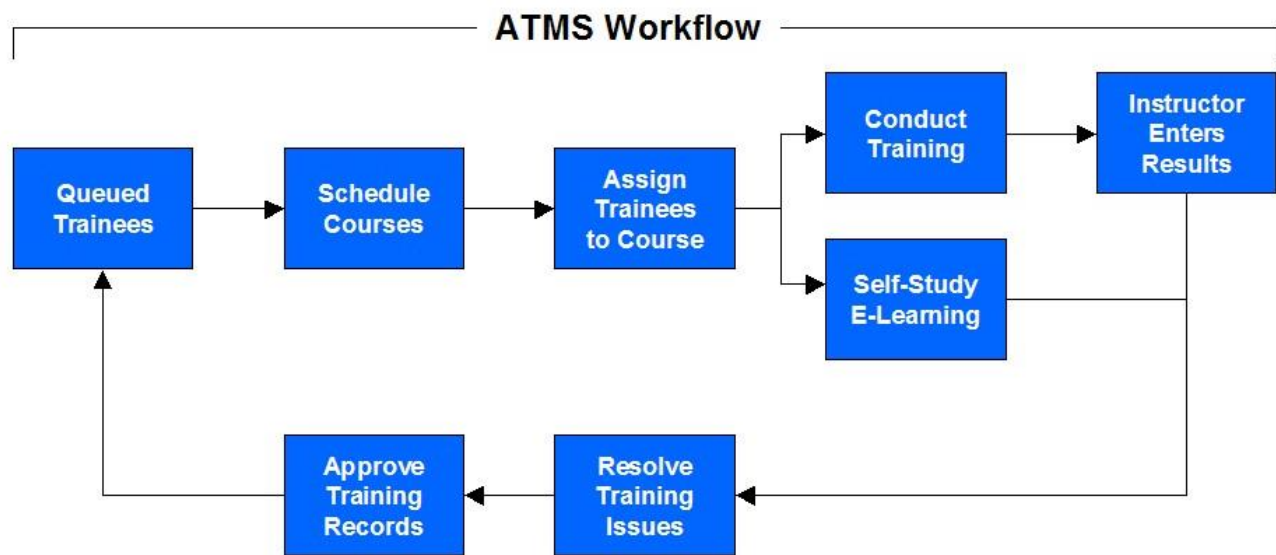 ATMS Workflow
Queued
Trainees
Schedule
Courses
Assign
Trainees
to Course
Conduct
Training
Instructor
Enters
Results
Self-Study
E-Learning
Approve
Training
Records
Resolve
Training
Issues